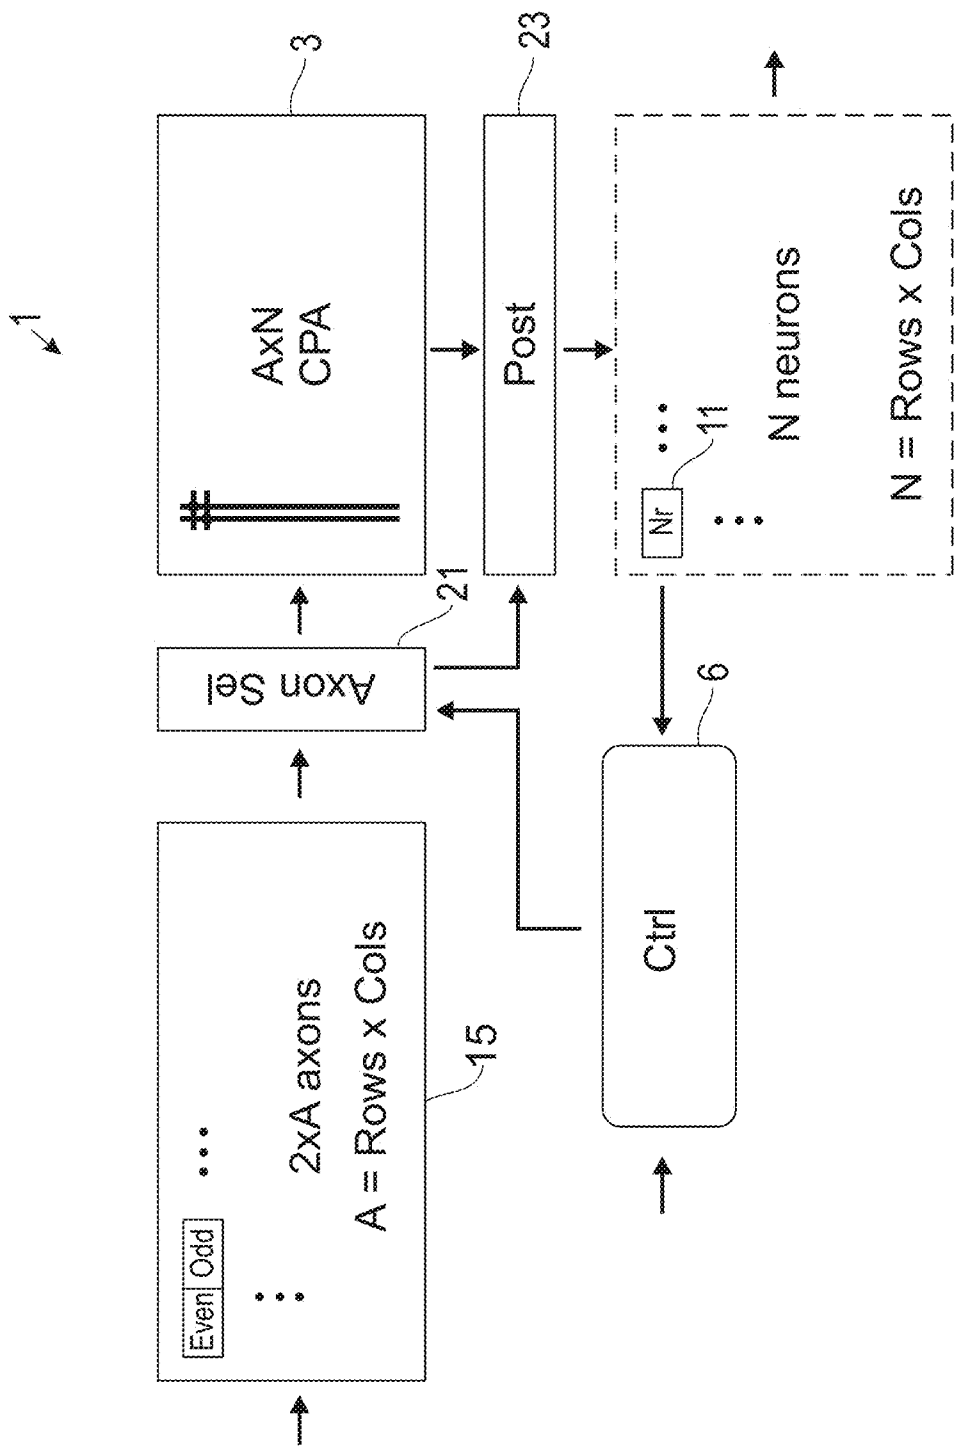 1
Even Odd ...
2xA axons
A = Rows x Cols
15
Axon Sel
21
AxN
CPA
3
Post
23
Ctrl
6
Nr ...
11
N neurons
N = Rows x Cols